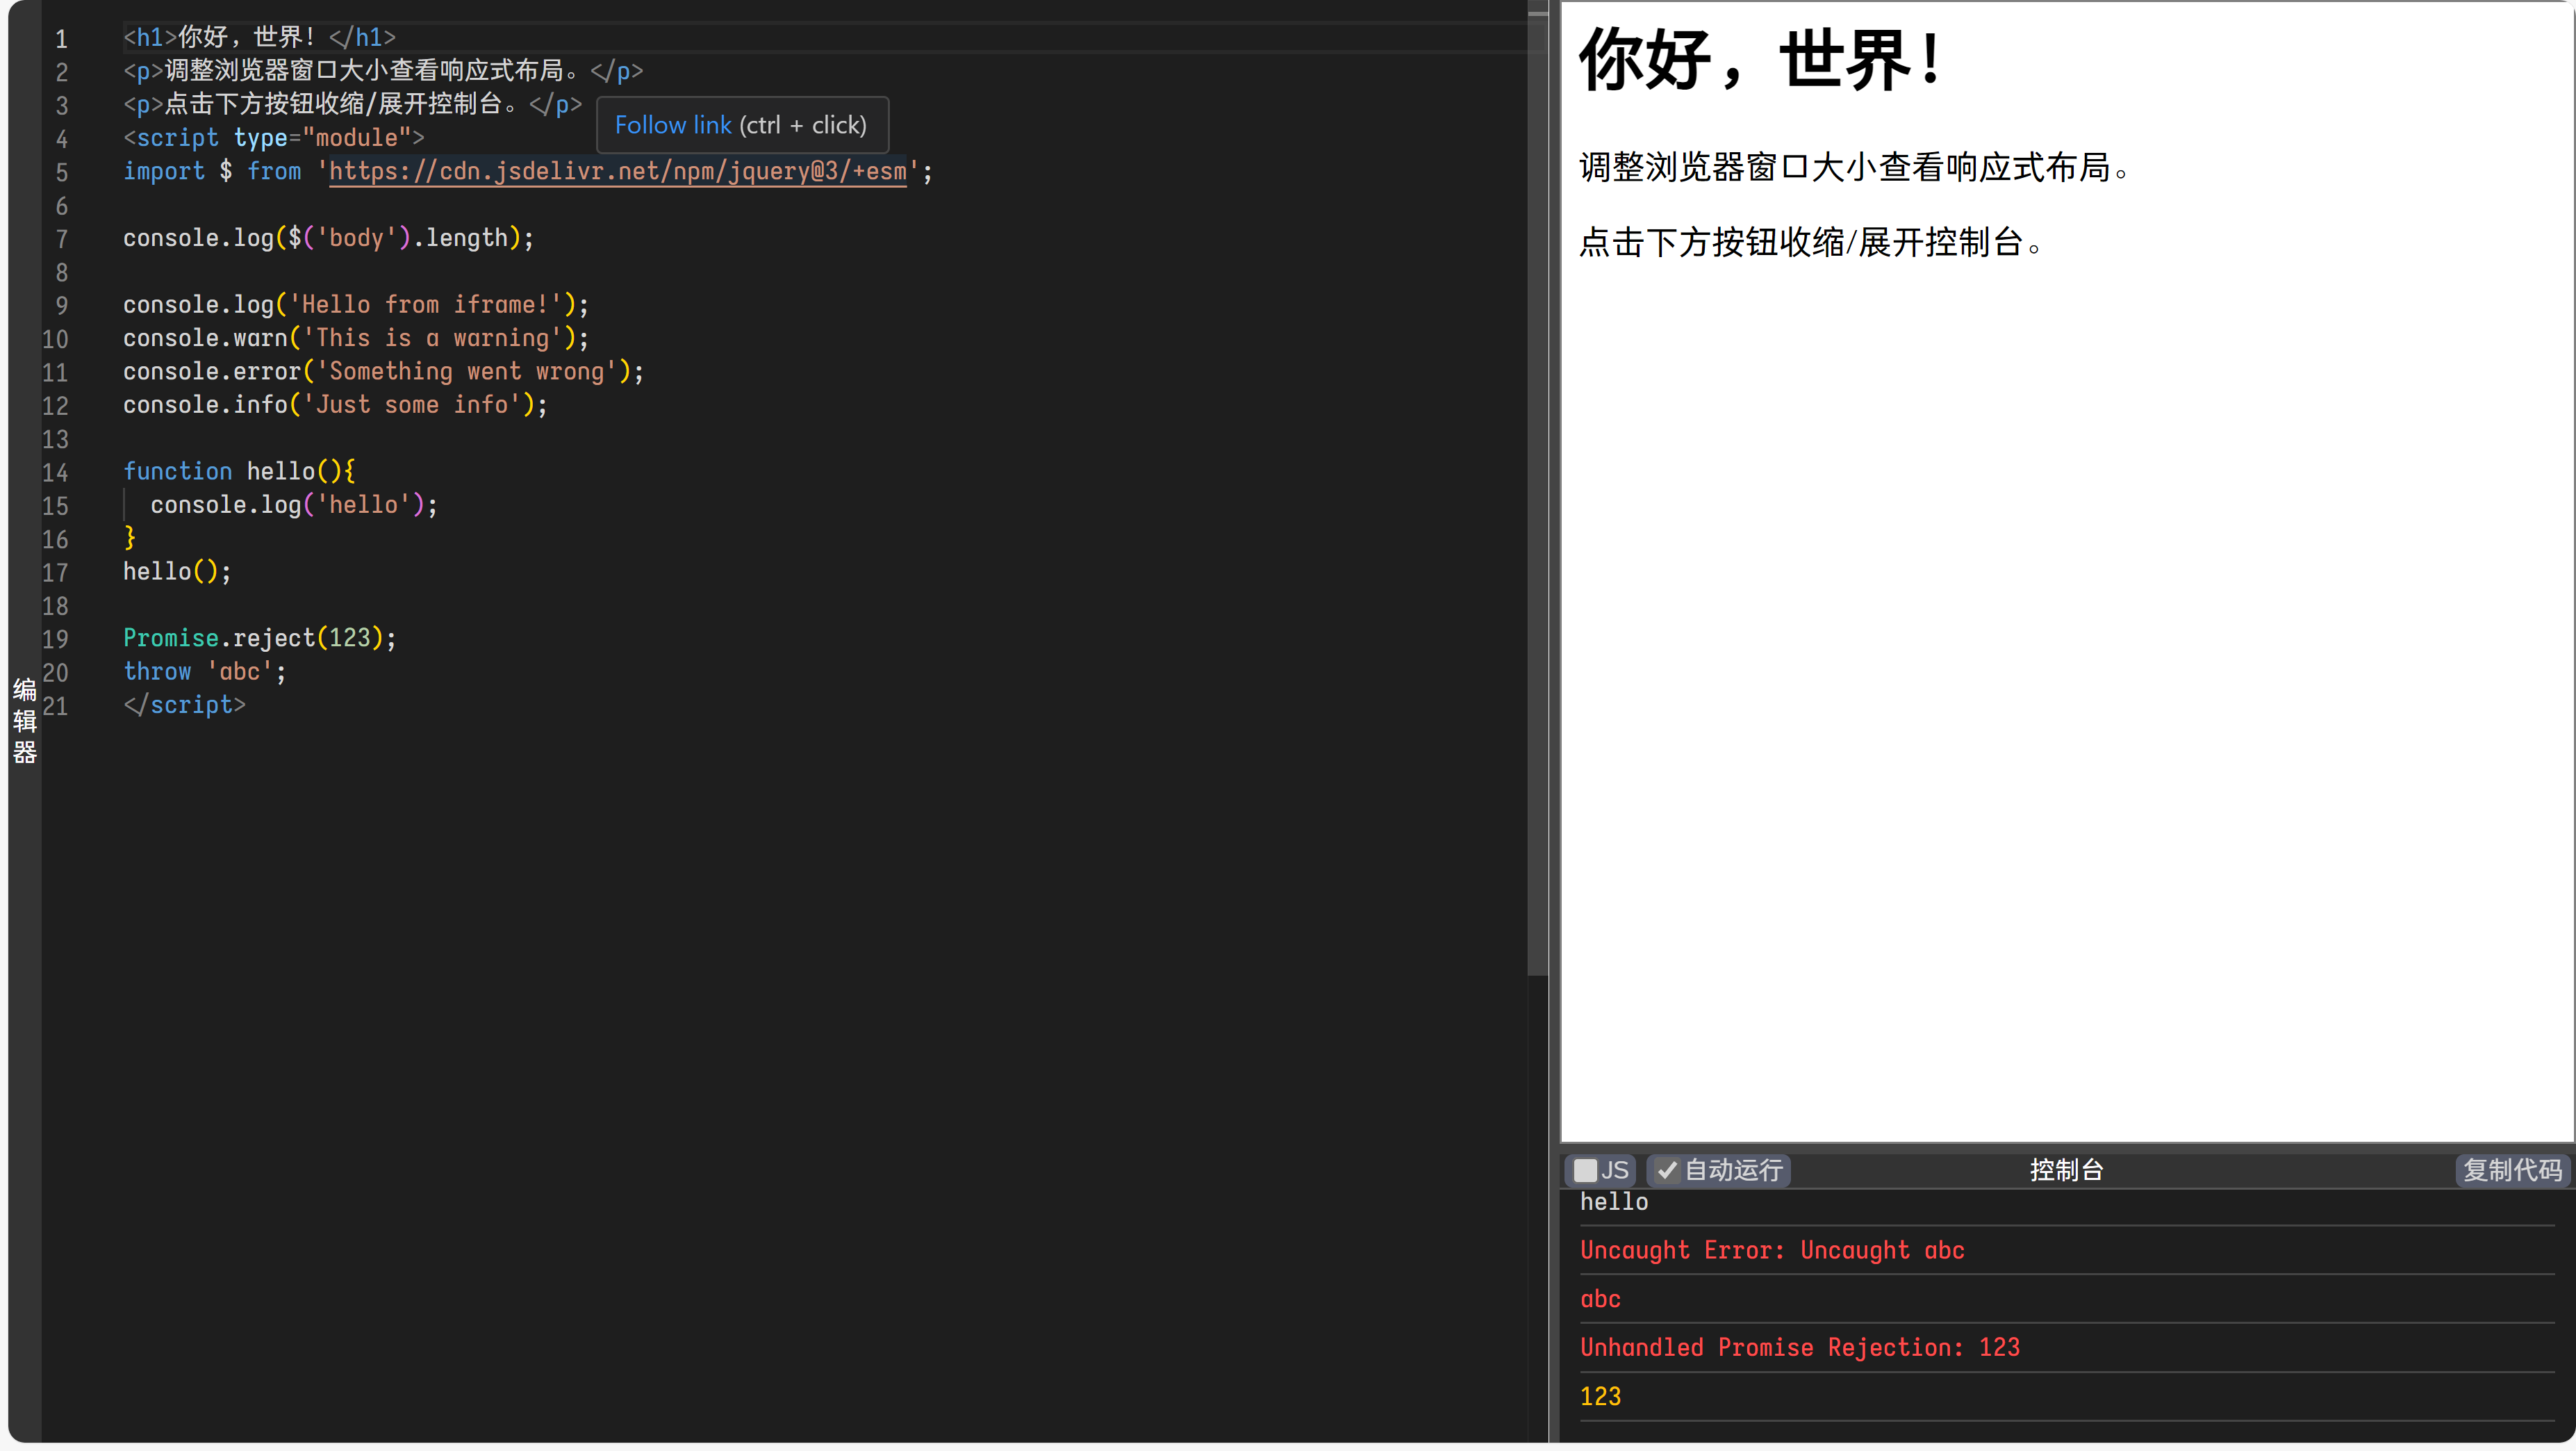 编辑器
1 <h1>你好，世界！</h1>
2 <p>调整浏览器窗口大小查看响应式布局。</p>
3 <p>点击下方按钮收缩/展开控制台。</p>
Follow link (ctrl + click)
4 <script type="module">
5 import $ from 'https://cdn.jsdelivr.net/npm/jquery@3/+esm';
6
7 console.log($('body').length);
8
9 console.log('Hello from iframe!');
10 console.warn('This is a warning');
11 console.error('Something went wrong');
12 console.info('Just some info');
13
14 function hello(){
15   console.log('hello');
16 }
17 hello();
18
19 Promise.reject(123);
20 throw 'abc';
21 </script>
你好，世界！
调整浏览器窗口大小查看响应式布局。
点击下方按钮收缩/展开控制台。
JS 自动运行 控制台 复制代码
hello
Uncaught Error: Uncaught abc
abc
Unhandled Promise Rejection: 123
123